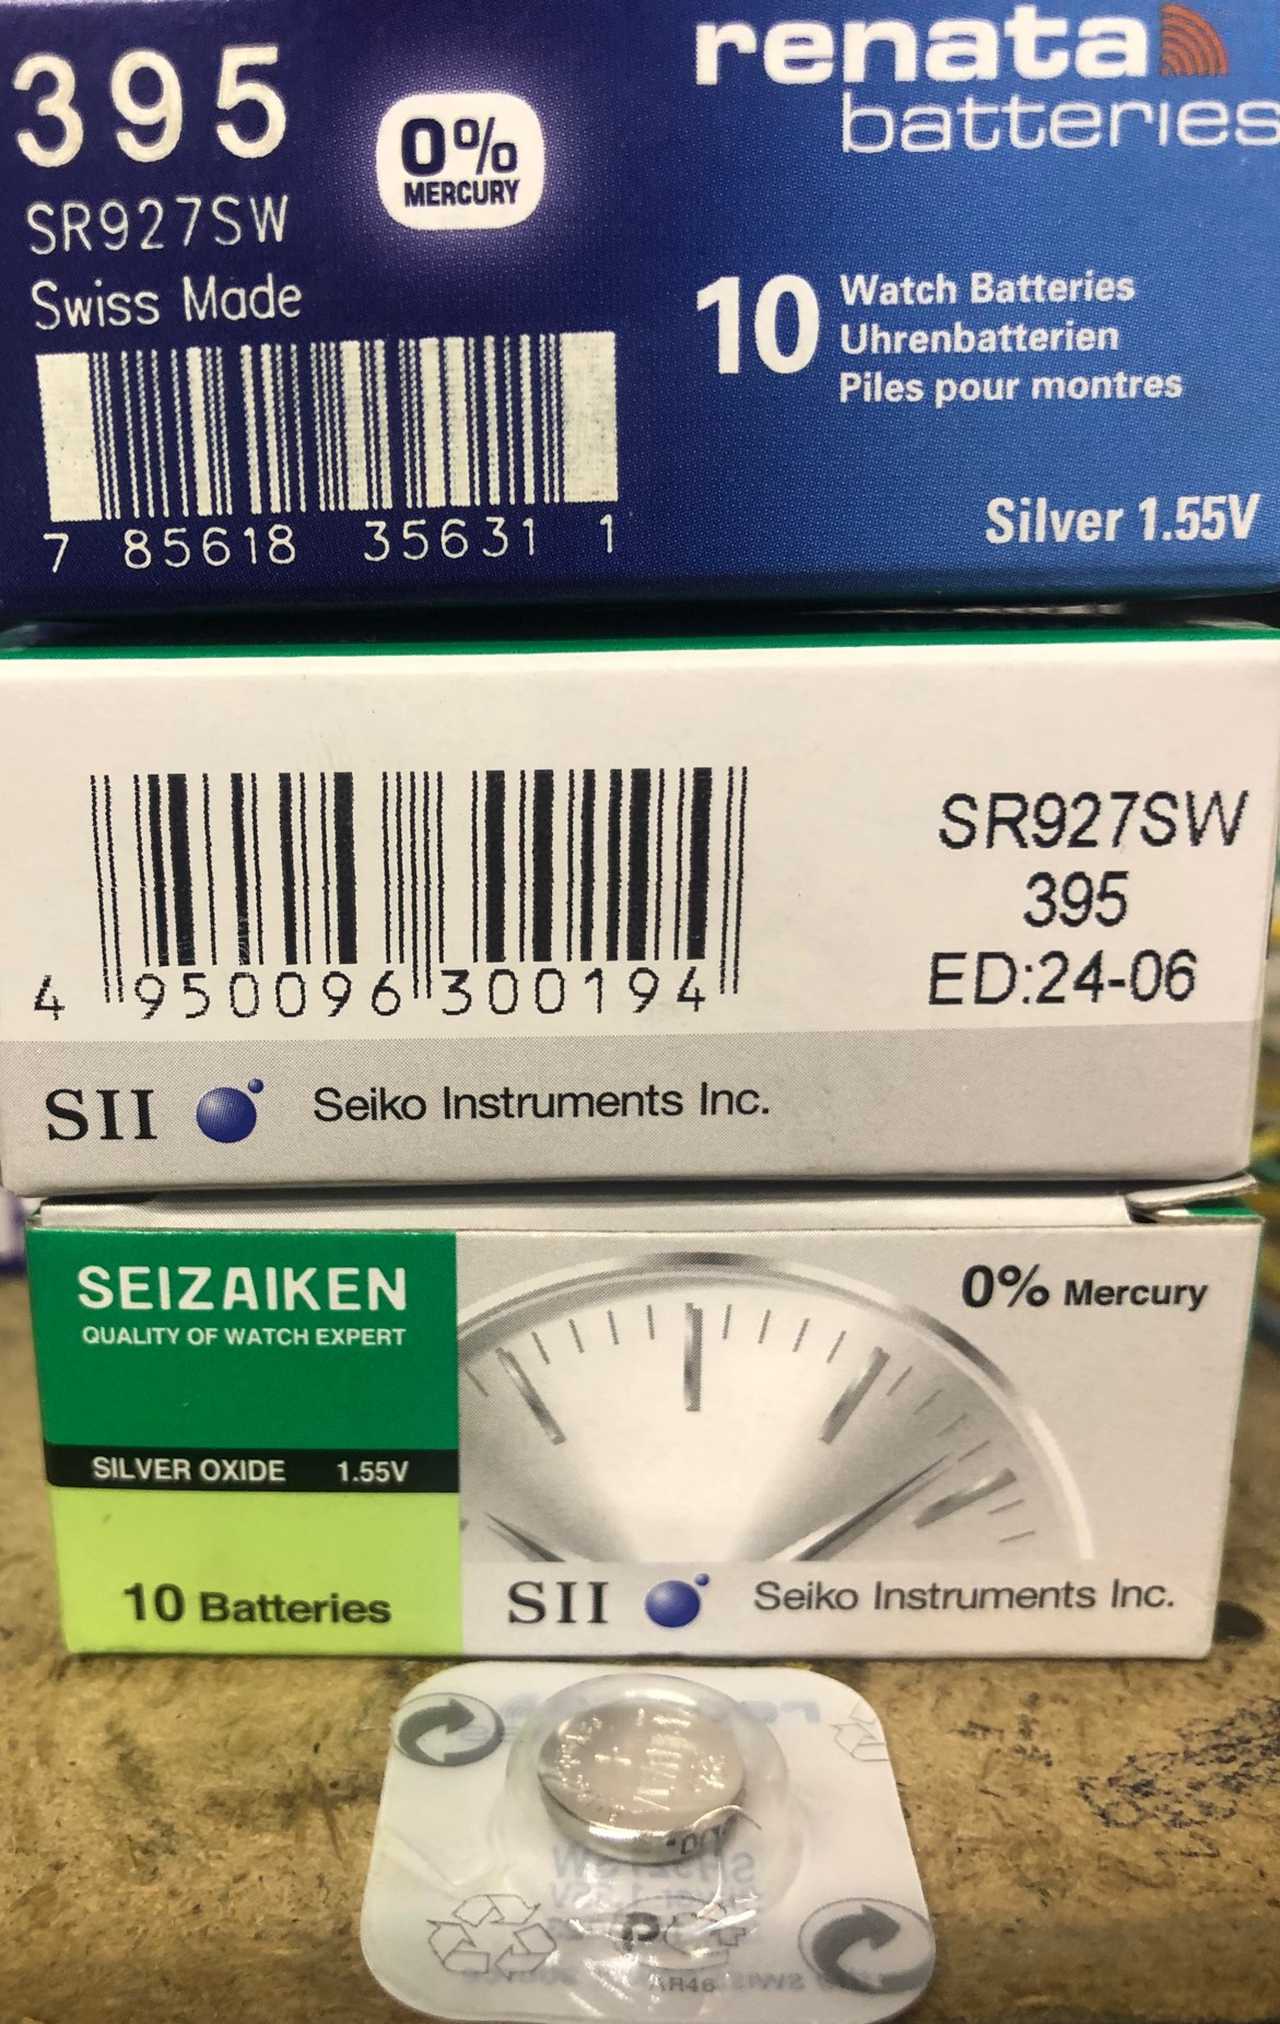 395
SR927SW
Swiss Made
7 85618 35631 1
0%
MERCURY
renata
batteries
10
Watch Batteries
Uhrenbatterien
Piles pour montres
Silver 1.55V
4 950096 300194
SR927SW
395
ED:24-06
SII Seiko Instruments Inc.
SEIZAIKEN
QUALITY OF WATCH EXPERT
SILVER OXIDE 1.55V
10 Batteries
0% Mercury
SII Seiko Instruments Inc.